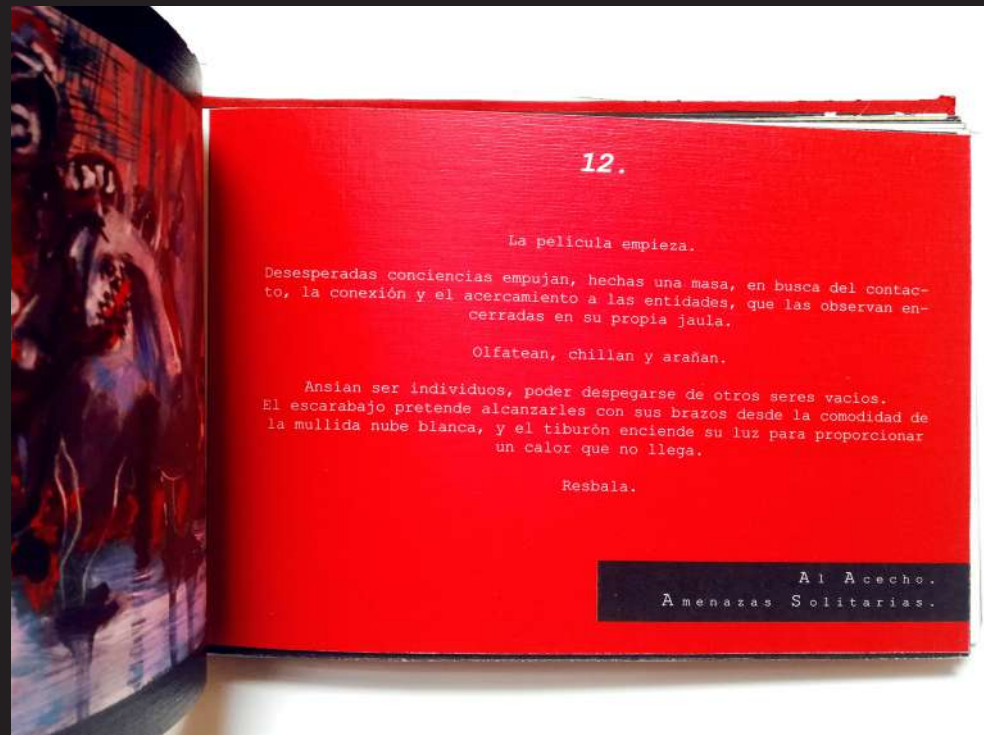 12.
La película empieza.
Desesperadas conciencias empujan, hechas una masa, en busca del contac-
to, la conexión y el acercamiento a las entidades, que las observan en-
cerradas en su propia jaula.
Olfatean, chillan y arañan.
Ansían ser individuos, poder despegarse de otros seres vacíos.
El escarabajo pretende alcanzarles con sus brazos desde la comodidad de
la mullida nube blanca, y el tiburón enciende su luz para proporcionar
un calor que no llega.
Resbala.
Al Acecho.
Amenazas Solitarias.